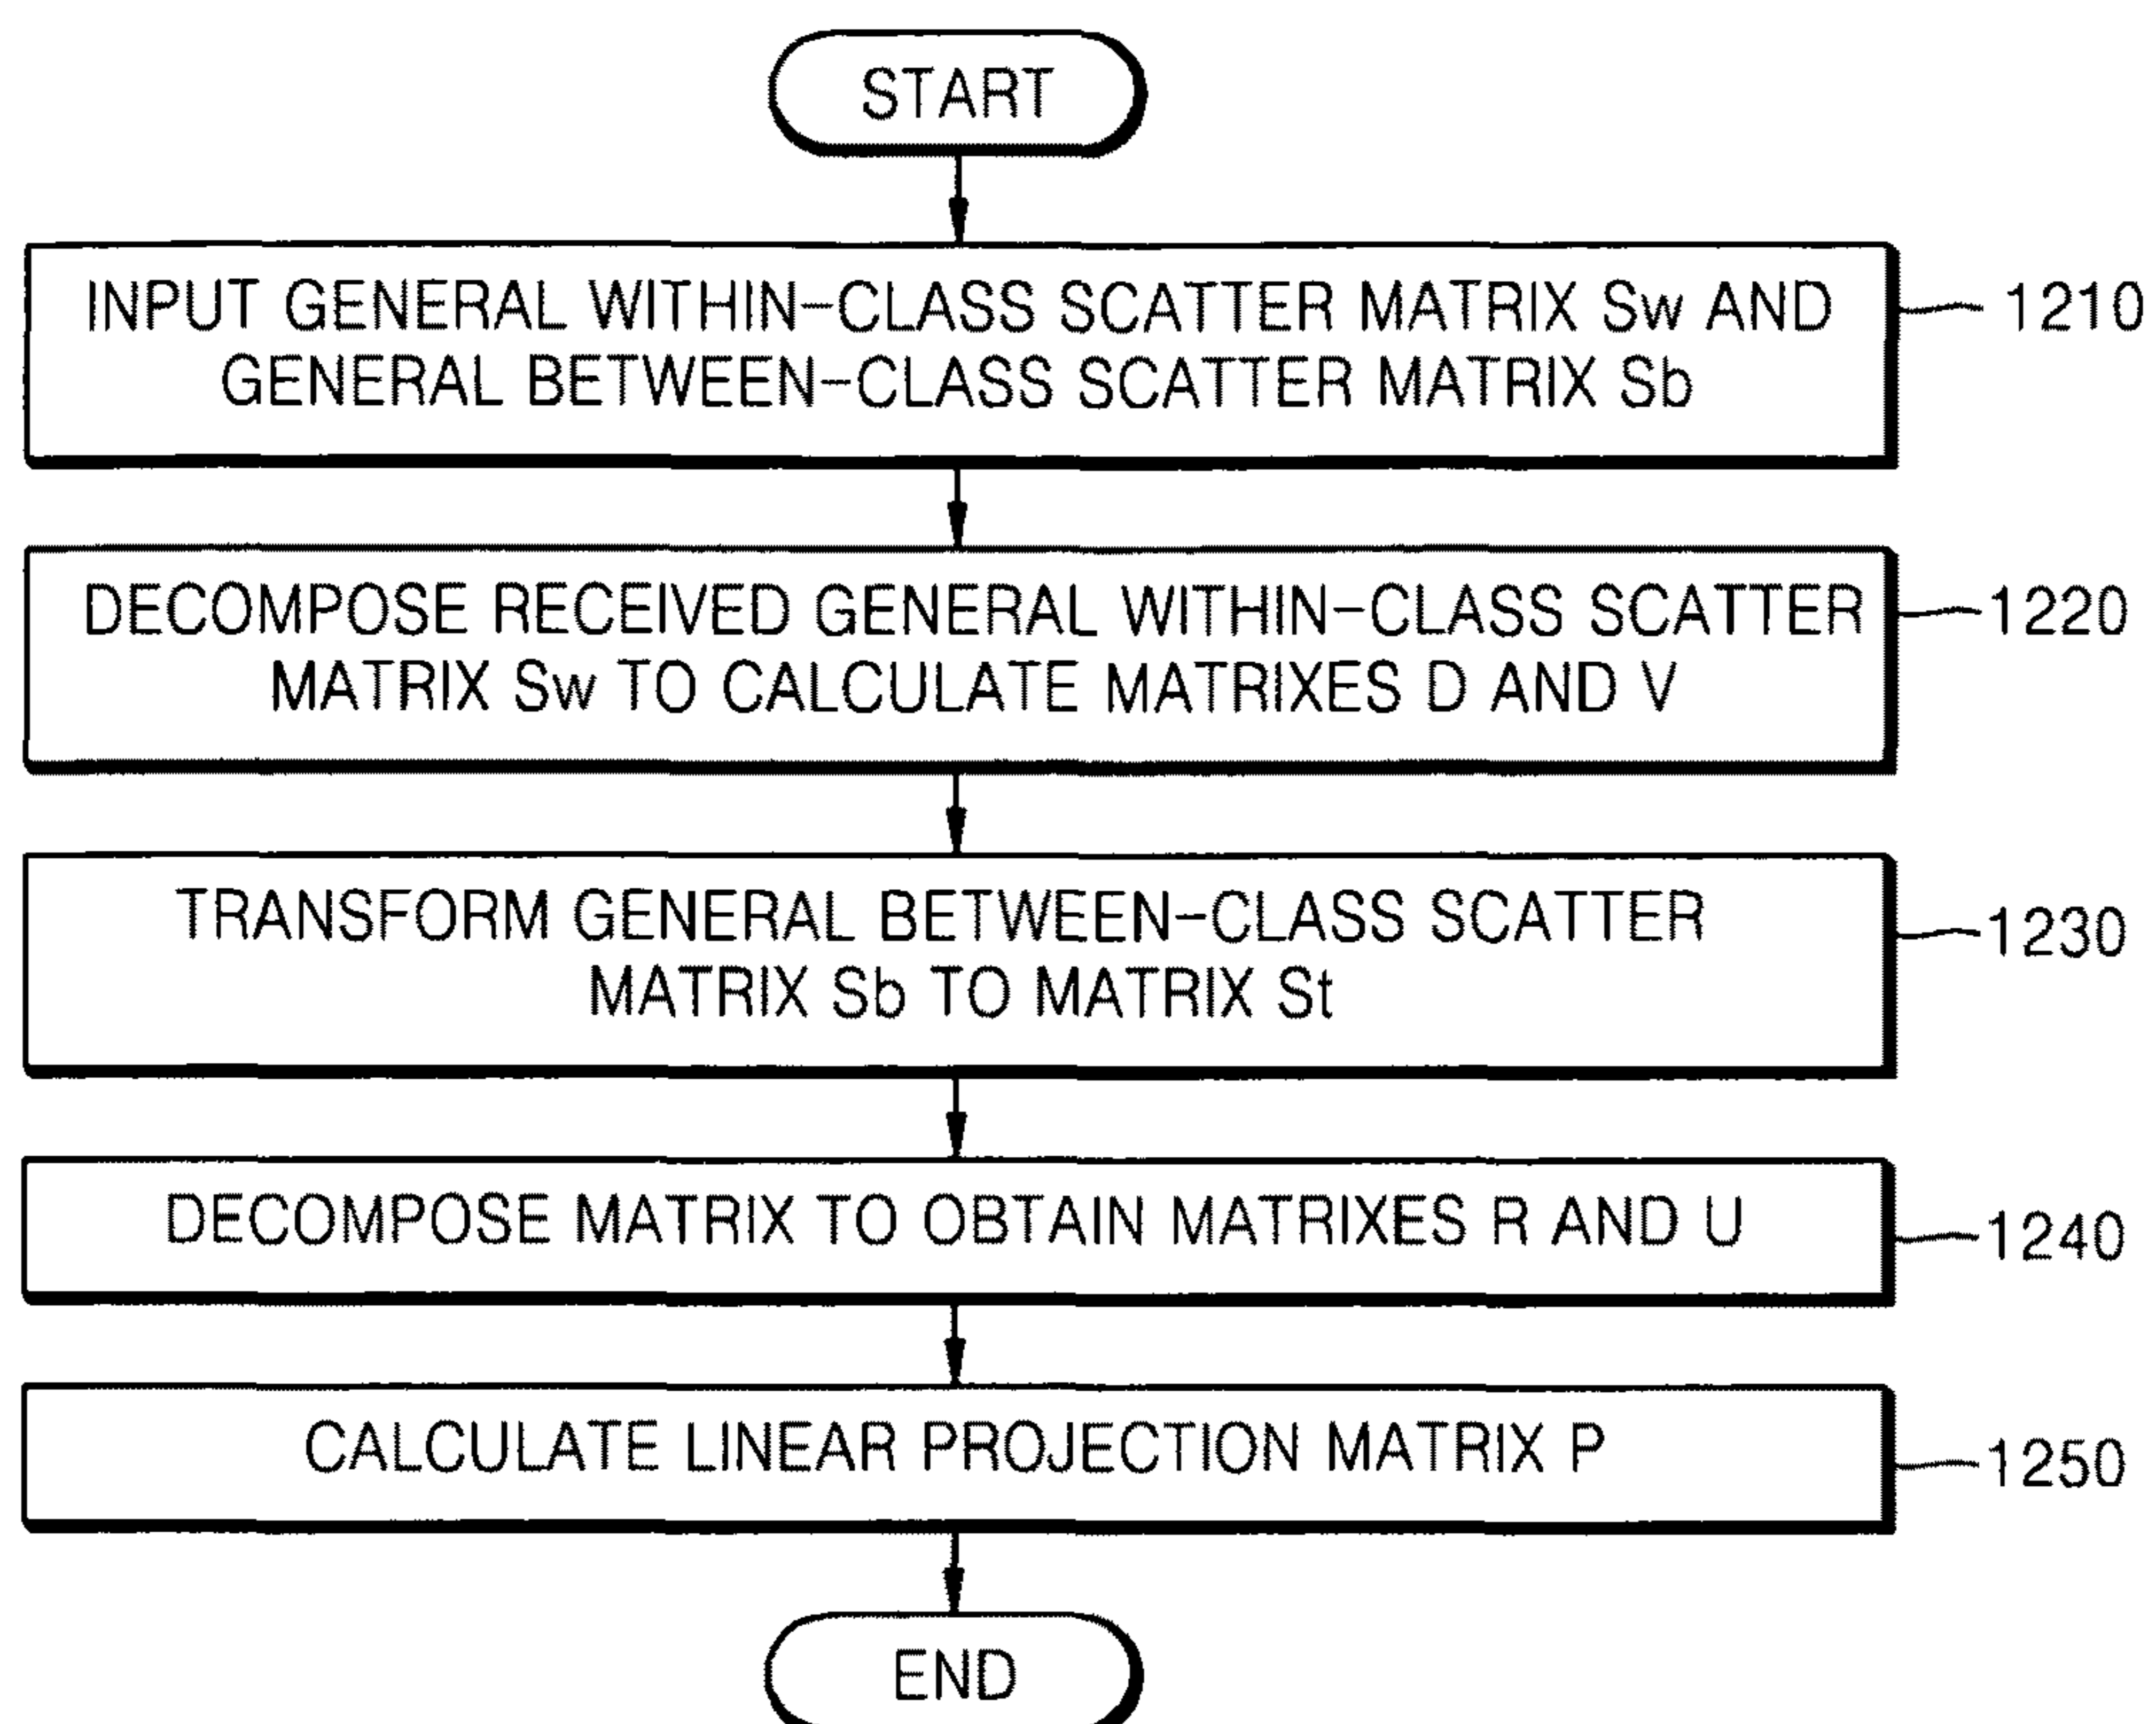 START
INPUT GENERAL WITHIN-CLASS SCATTER MATRIX Sw AND
GENERAL BETWEEN-CLASS SCATTER MATRIX Sb
1210
DECOMPOSE RECEIVED GENERAL WITHIN-CLASS SCATTER
MATRIX Sw TO CALCULATE MATRIXES D AND V
1220
TRANSFORM GENERAL BETWEEN-CLASS SCATTER
MATRIX Sb TO MATRIX St
1230
DECOMPOSE MATRIX TO OBTAIN MATRIXES R AND U
1240
CALCULATE LINEAR PROJECTION MATRIX P
1250
END